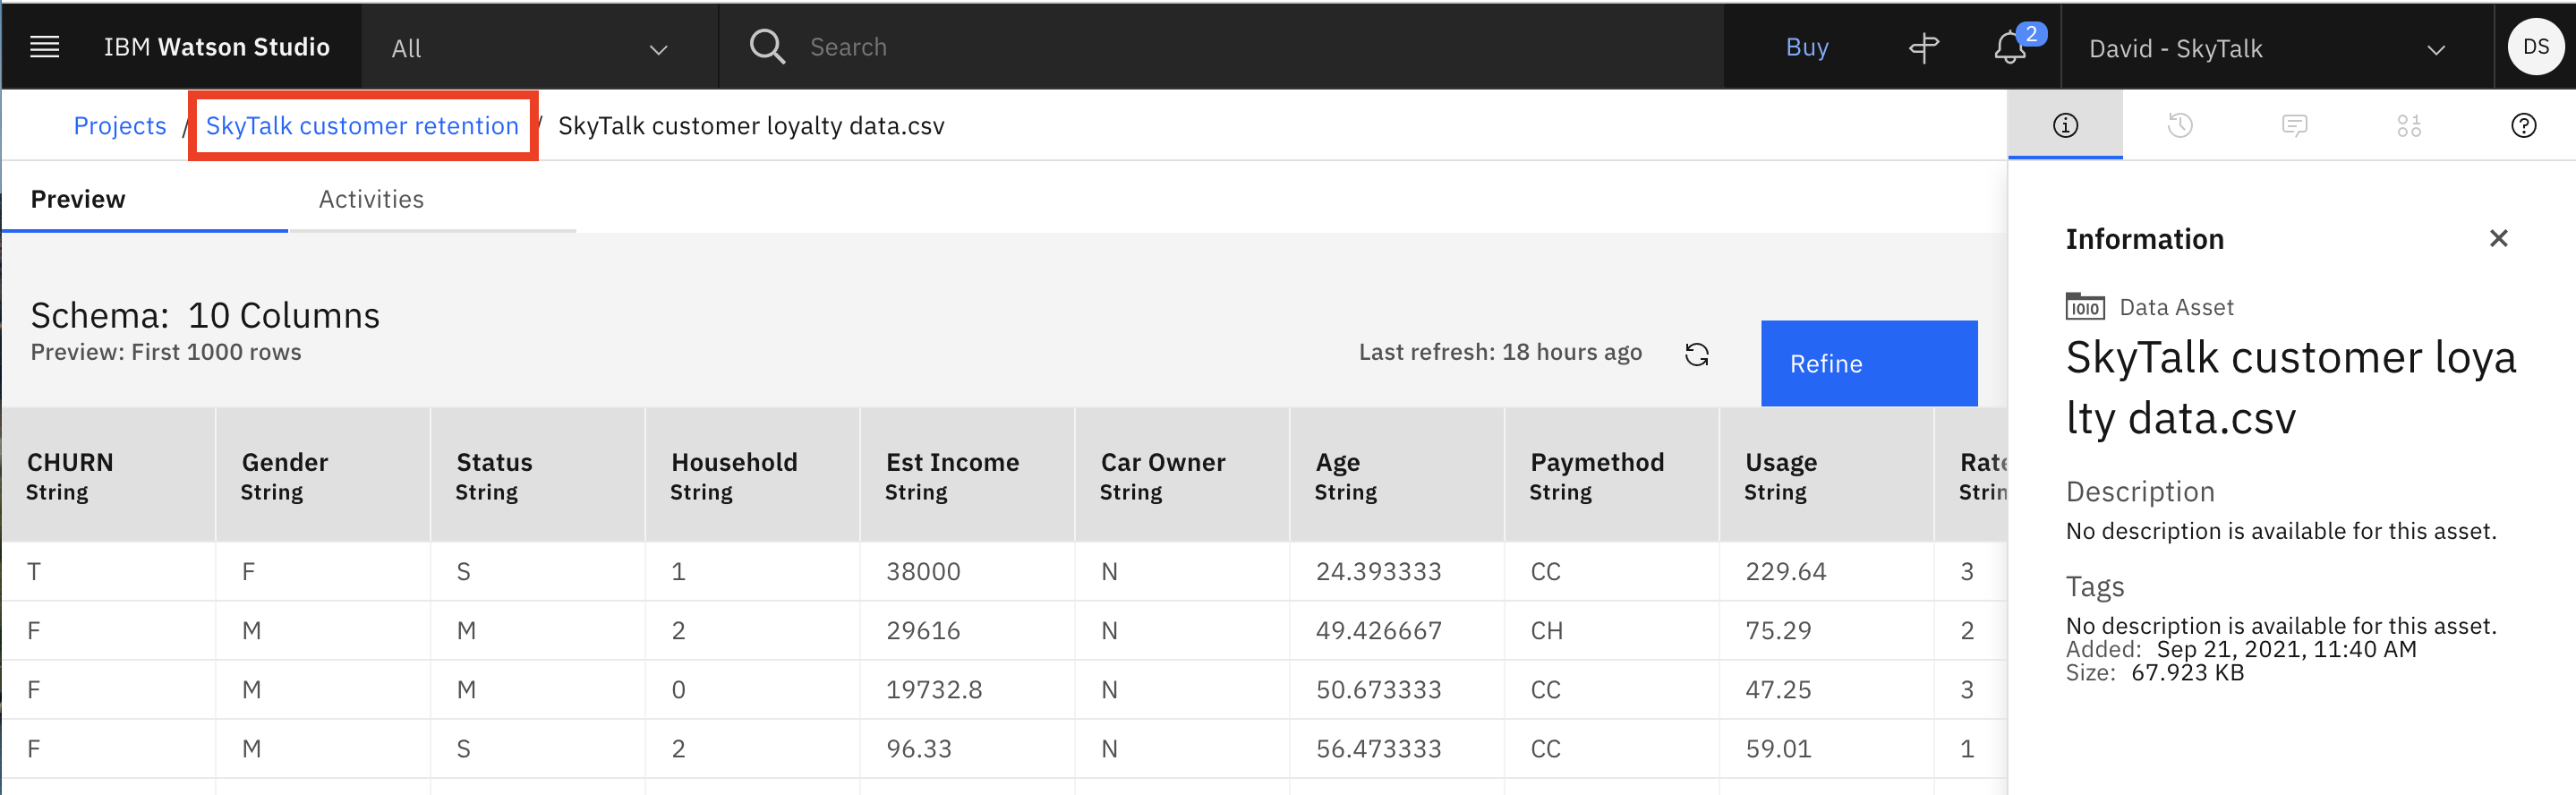 IBM Watson Studio All Search Buy 2 David - SkyTalk DS
Projects / SkyTalk customer retention / SkyTalk customer loyalty data.csv
Preview Activities
Schema: 10 Columns
Preview: First 1000 rows
Last refresh: 18 hours ago
Refine
CHURN Gender Status Household Est Income Car Owner Age Paymethod Usage Rate
String String String String String String String String String Strin
T F S 1 38000 N 24.393333 CC 229.64 3
F M M 2 29616 N 49.426667 CH 75.29 2
F M M 0 19732.8 N 50.673333 CC 47.25 3
F M S 2 96.33 N 56.473333 CC 59.01 1
Information
Data Asset
SkyTalk customer loya
lty data.csv
Description
No description is available for this asset.
Tags
No description is available for this asset.
Added: Sep 21, 2021, 11:40 AM
Size: 67.923 KB